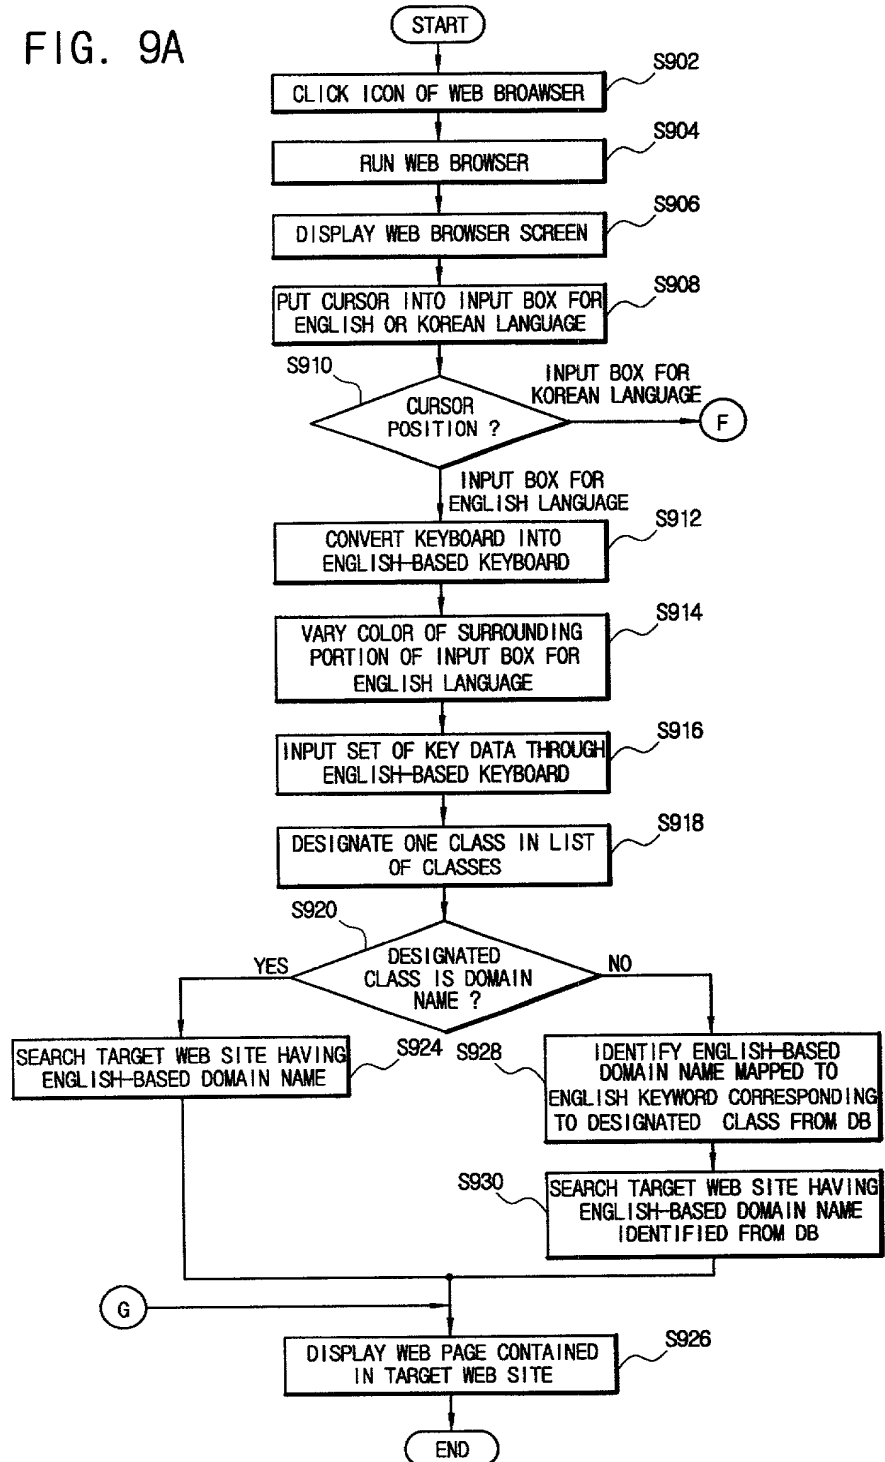 FIG. 9A
START
S902
CLICK ICON OF WEB BROAWSER
S904
RUN WEB BROWSER
S906
DISPLAY WEB BROWSER SCREEN
S908
PUT CURSOR INTO INPUT BOX FOR
ENGLISH OR KOREAN LANGUAGE
S910
CURSOR
POSITION ?
INPUT BOX FOR
KOREAN LANGUAGE
F
INPUT BOX FOR
ENGLISH LANGUAGE
S912
CONVERT KEYBOARD INTO
ENGLISH-BASED KEYBOARD
S914
VARY COLOR OF SURROUNDING
PORTION OF INPUT BOX FOR
ENGLISH LANGUAGE
S916
INPUT SET OF KEY DATA THROUGH
ENGLISH-BASED KEYBOARD
S918
DESIGNATE ONE CLASS IN LIST
OF CLASSES
S920
DESIGNATED
CLASS IS DOMAIN
NAME ?
YES
NO
S924
SEARCH TARGET WEB SITE HAVING
ENGLISH-BASED DOMAIN NAME
S928
IDENTIFY ENGLISH-BASED
DOMAIN NAME MAPPED TO
ENGLISH KEYWORD CORRESPONDING
TO DESIGNATED CLASS FROM DB
S930
SEARCH TARGET WEB SITE HAVING
ENGLISH-BASED DOMAIN NAME
IDENTIFIED FROM DB
G
S926
DISPLAY WEB PAGE CONTAINED
IN TARGET WEB SITE
END